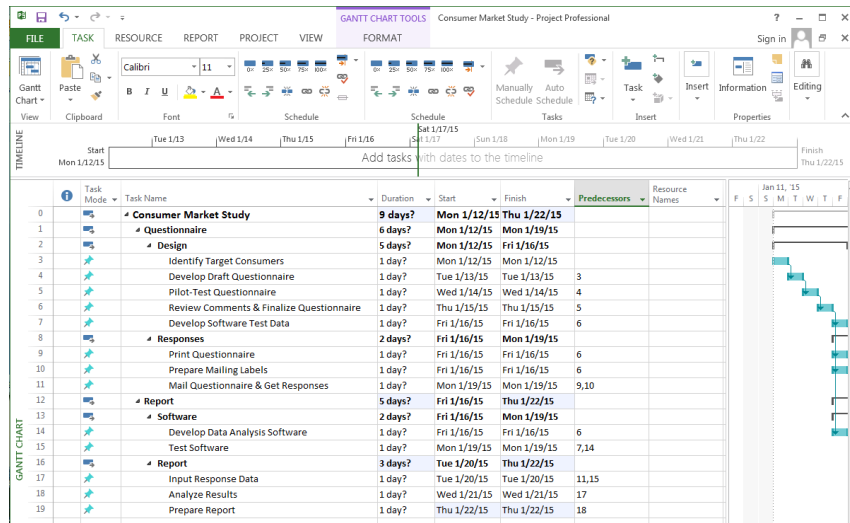 GANTT CHART TOOLS Consumer Market Study - Project Professional ?
FILE TASK RESOURCE REPORT PROJECT VIEW FORMAT Sign in
Calibri 11 0× 25× 50× 75× 100× 0× 25× 50× 75× 100×
Gantt Chart Paste B I U A Manually Schedule Auto Schedule Task Insert Information Editing
View Clipboard Font Schedule Schedule Tasks Insert Properties
TIMELINE
Sat 1/17/15
Tue 1/13 Wed 1/14 Thu 1/15 Fri 1/16 Sat 1/17 Sun 1/18 Mon 1/19 Tue 1/20 Wed 1/21 Thu 1/22
Start
Mon 1/12/15
Add tasks with dates to the timeline
Finish
Thu 1/22/15
GANTT CHART
Task Mode Task Name Duration Start Finish Predecessors Resource Names Jan 11, '15
F S S M T W T F
0 Consumer Market Study 9 days? Mon 1/12/15 Thu 1/22/15
1 Questionnaire 6 days? Mon 1/12/15 Mon 1/19/15
2 Design 5 days? Mon 1/12/15 Fri 1/16/15
3 Identify Target Consumers 1 day? Mon 1/12/15 Mon 1/12/15
4 Develop Draft Questionnaire 1 day? Tue 1/13/15 Tue 1/13/15 3
5 Pilot-Test Questionnaire 1 day? Wed 1/14/15 Wed 1/14/15 4
6 Review Comments & Finalize Questionnaire 1 day? Thu 1/15/15 Thu 1/15/15 5
7 Develop Software Test Data 1 day? Fri 1/16/15 Fri 1/16/15 6
8 Responses 2 days? Fri 1/16/15 Mon 1/19/15
9 Print Questionnaire 1 day? Fri 1/16/15 Fri 1/16/15 6
10 Prepare Mailing Labels 1 day? Fri 1/16/15 Fri 1/16/15 6
11 Mail Questionnaire & Get Responses 1 day? Mon 1/19/15 Mon 1/19/15 9,10
12 Report 5 days? Fri 1/16/15 Thu 1/22/15
13 Software 2 days? Fri 1/16/15 Mon 1/19/15
14 Develop Data Analysis Software 1 day? Fri 1/16/15 Fri 1/16/15 6
15 Test Software 1 day? Mon 1/19/15 Mon 1/19/15 7,14
16 Report 3 days? Tue 1/20/15 Thu 1/22/15
17 Input Response Data 1 day? Tue 1/20/15 Tue 1/20/15 11,15
18 Analyze Results 1 day? Wed 1/21/15 Wed 1/21/15 17
19 Prepare Report 1 day? Thu 1/22/15 Thu 1/22/15 18